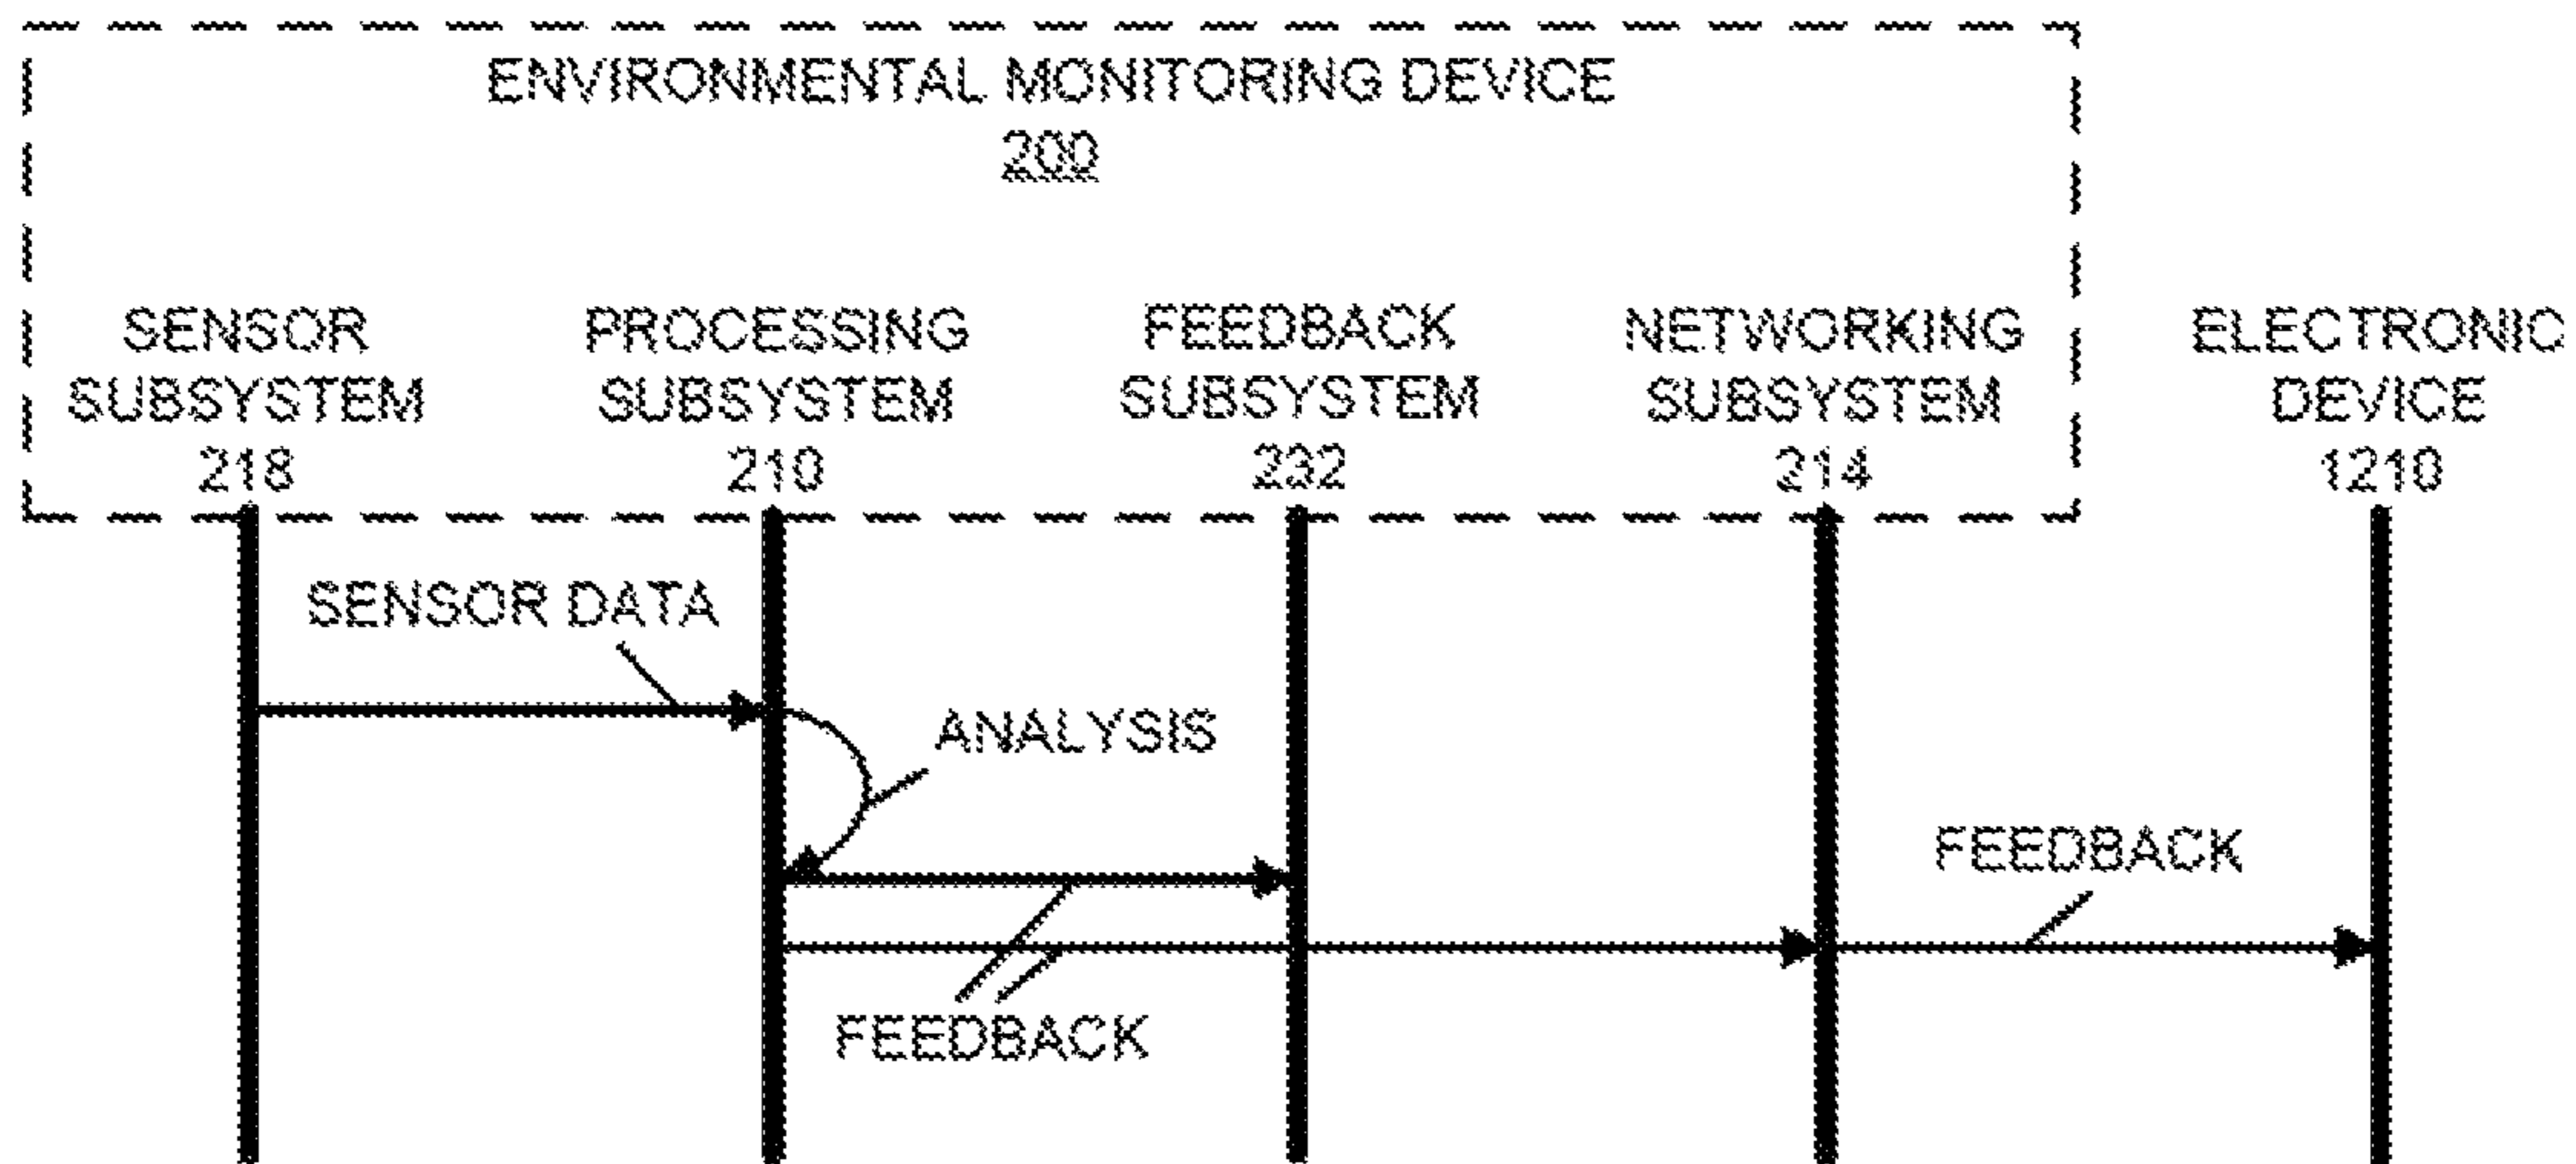 ENVIRONMENTAL MONITORING DEVICE
200
SENSOR
SUBSYSTEM
218
PROCESSING
SUBSYSTEM
210
FEEDBACK
SUBSYSTEM
232
NETWORKING
SUBSYSTEM
214
ELECTRONIC
DEVICE
1210
SENSOR DATA
ANALYSIS
FEEDBACK
FEEDBACK